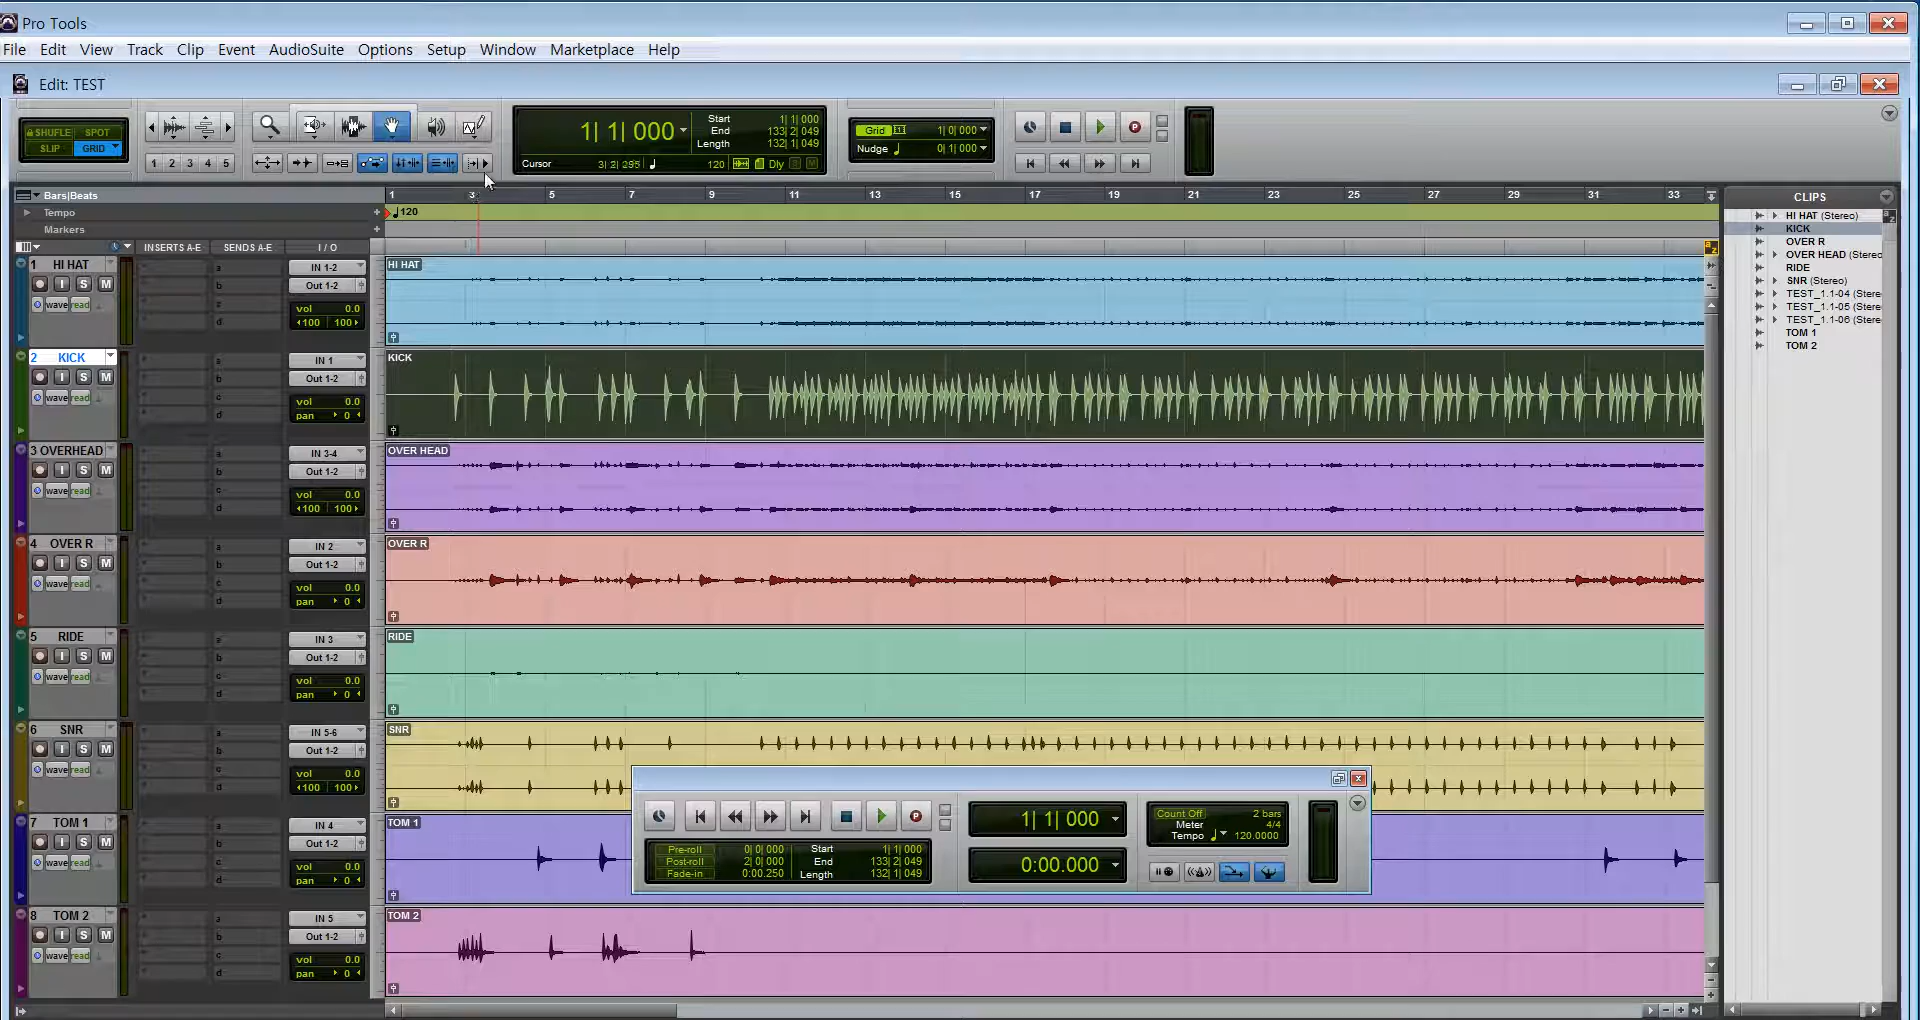 Pro Tools
File Edit View Track Clip Event AudioSuite Options Setup Window Marketplace Help
Edit: TEST
SHUFLE SPOT
SLIP GRID
1 2 3 4 5
1| 1| 000
Start 1| 1| 000
End 133| 2| 049
Length 132| 1| 049
Cursor 3| 2| 295 120 Dly S M
Grid 1| 0| 000
Nudge 0| 1| 000
Bars|Beats 1 3 5 7 9 11 13 15 17 19 21 23 25 27 29 31 33
Tempo + 120
Markers +
INSERTS A-E SENDS A-E I / O
CLIPS
HI HAT (Stereo)
KICK
OVER R
OVER HEAD (Stereo
RIDE
SNR (Stereo)
TEST_1.1-04 (Stere
TEST_1.1-05 (Stere
TEST_1.1-06 (Stere
TOM 1
TOM 2
1 HI HAT a IN 1-2 HI HAT
I S M b Out 1-2
wave read c vol 0.0
d 100 100
2 KICK a IN 1 KICK
I S M b Out 1-2
wave read c vol 0.0
d pan 0
3 OVERHEAD a IN 3-4 OVER HEAD
I S M b Out 1-2
wave read c vol 0.0
d 100 100
4 OVER R a IN 2 OVER R
I S M b Out 1-2
wave read c vol 0.0
d pan 0
5 RIDE a IN 3 RIDE
I S M b Out 1-2
wave read c vol 0.0
d pan 0
6 SNR a IN 5-6 SNR
I S M b Out 1-2
wave read c vol 0.0
d 100 100
7 TOM 1 a IN 4 TOM 1
I S M b Out 1-2
wave read c vol 0.0
d pan 0
8 TOM 2 a IN 5 TOM 2
I S M b Out 1-2
wave read c vol 0.0
d pan 0
1| 1| 000
Count Off 2 bars
Meter 4/4
Tempo 120.0000
Pre-roll 0| 0| 000 Start 1| 1| 000
Post-roll 2| 0| 000 End 133| 2| 049
Fade-in 0:00.250 Length 132| 1| 049
0:00.000